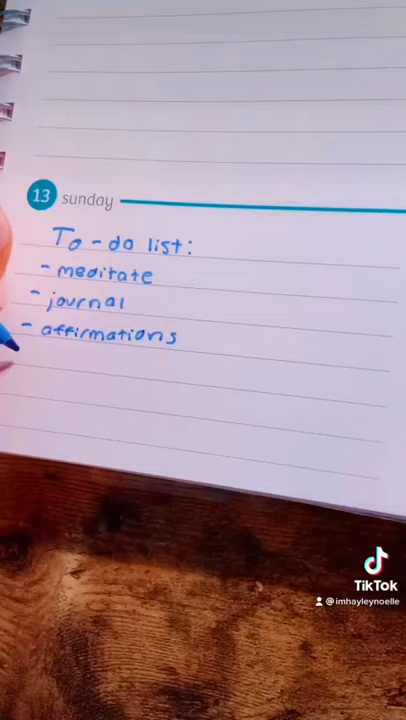 13 sunday
To-do list:
- meditate
- journal
- affirmations
TikTok
@imhayleynoelle